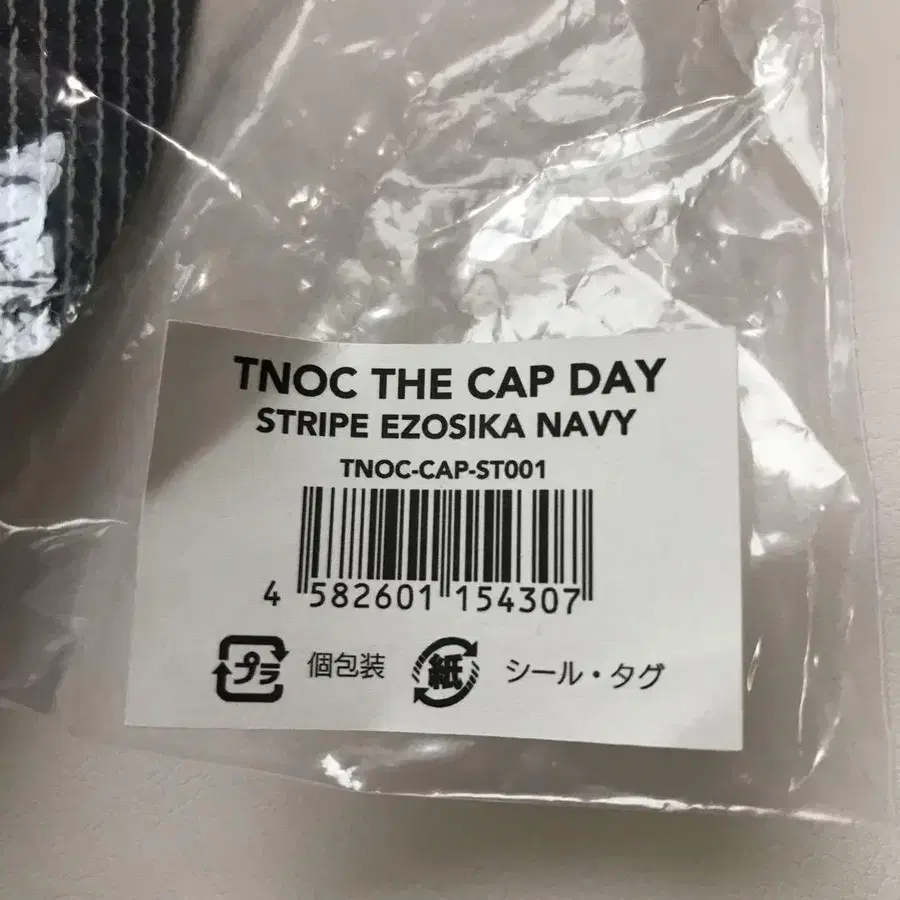 TNOC THE CAP DAY
STRIPE EZOSIKA NAVY
TNOC-CAP-ST001
4 582601 154307
プラ 個包装 紙 シール・タグ